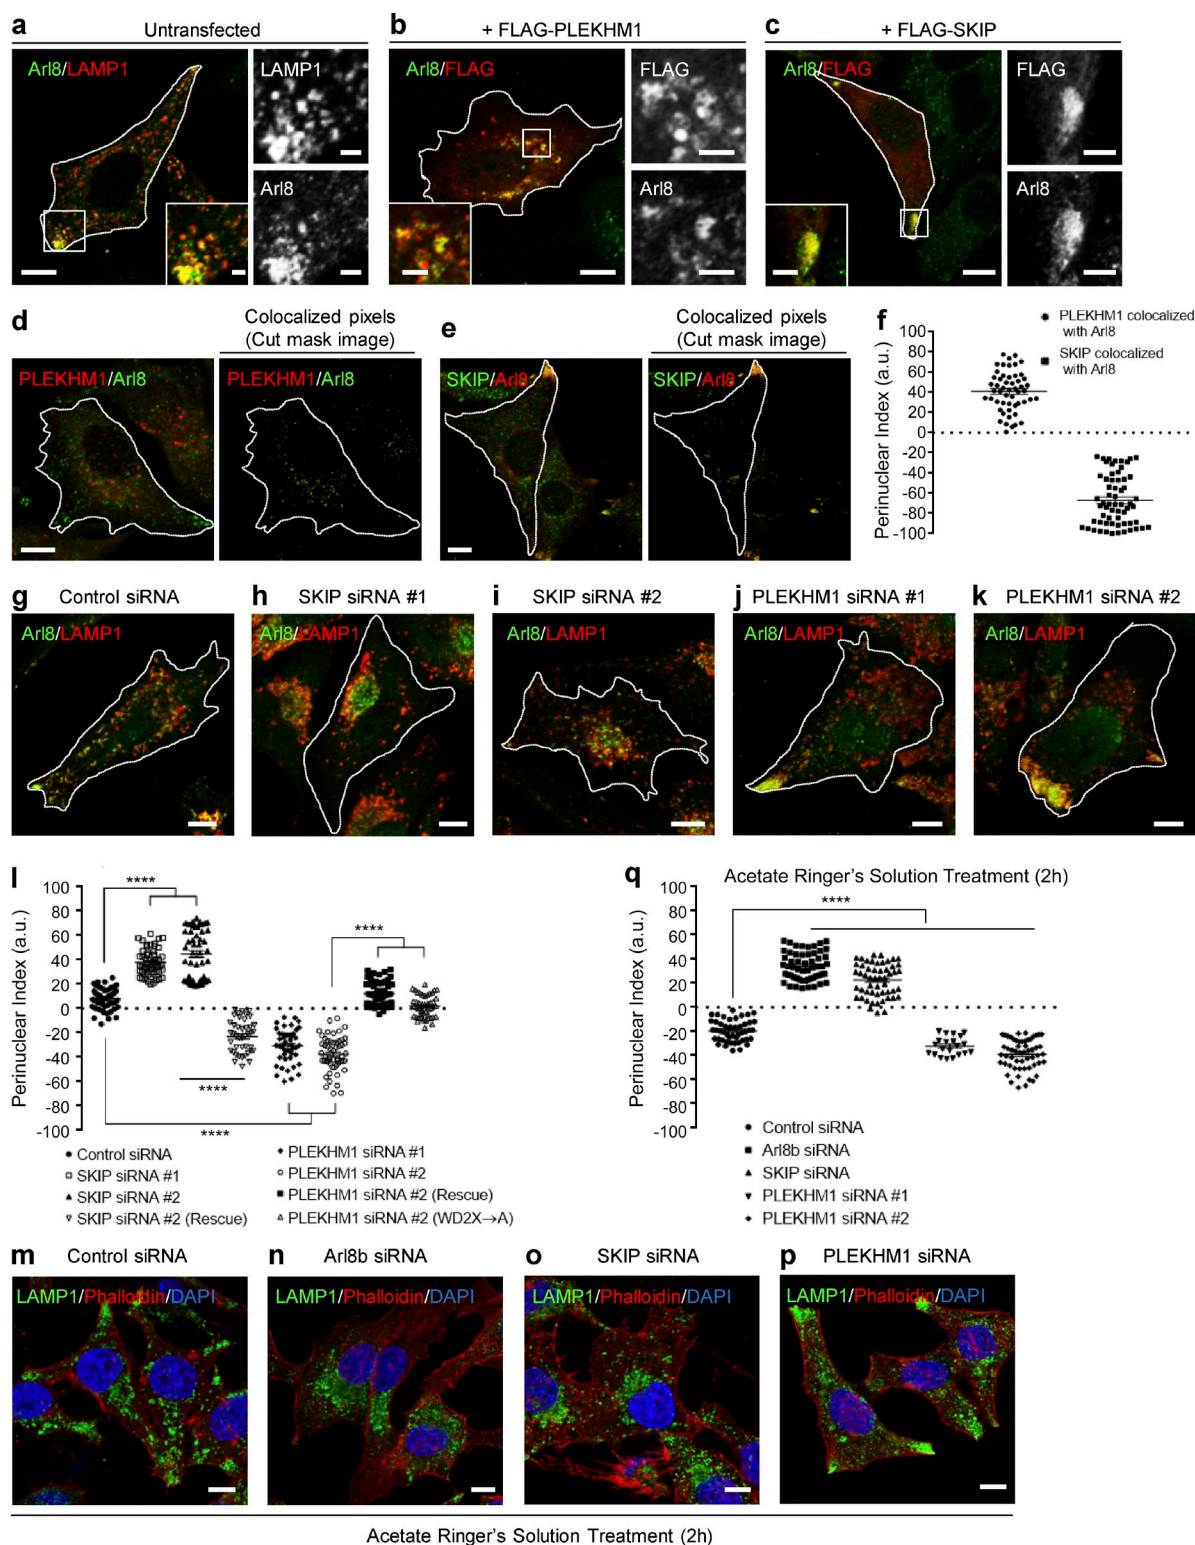 a
Untransfected
Arl8/LAMP1
LAMP1
Arl8
b
+ FLAG-PLEKHM1
Arl8/FLAG
FLAG
Arl8
c
+ FLAG-SKIP
Arl8/FLAG
FLAG
Arl8
d
PLEKHM1/Arl8
Colocalized pixels
(Cut mask image)
PLEKHM1/Arl8
e
SKIP/Arl8
Colocalized pixels
(Cut mask image)
SKIP/Arl8
f
Perinuclear Index (a.u.)
100
80
60
40
20
0
-20
-40
-60
-80
-100
PLEKHM1 colocalized
with Arl8
SKIP colocalized
with Arl8
g
Control siRNA
Arl8/LAMP1
h
SKIP siRNA #1
Arl8/LAMP1
i
SKIP siRNA #2
Arl8/LAMP1
j
PLEKHM1 siRNA #1
Arl8/LAMP1
k
PLEKHM1 siRNA #2
Arl8/LAMP1
l
Perinuclear Index (a.u.)
100
80
60
40
20
0
-20
-40
-60
-80
-100
****
****
****
****
Control siRNA
SKIP siRNA #1
SKIP siRNA #2
SKIP siRNA #2 (Rescue)
PLEKHM1 siRNA #1
PLEKHM1 siRNA #2
PLEKHM1 siRNA #2 (Rescue)
PLEKHM1 siRNA #2 (WD2X→A)
q
Acetate Ringer's Solution Treatment (2h)
Perinuclear Index (a.u.)
100
80
60
40
20
0
-20
-40
-60
-80
-100
****
Control siRNA
Arl8b siRNA
SKIP siRNA
PLEKHM1 siRNA #1
PLEKHM1 siRNA #2
m
Control siRNA
LAMP1/Phalloidin/DAPI
n
Arl8b siRNA
LAMP1/Phalloidin/DAPI
o
SKIP siRNA
LAMP1/Phalloidin/DAPI
p
PLEKHM1 siRNA
LAMP1/Phalloidin/DAPI
Acetate Ringer's Solution Treatment (2h)